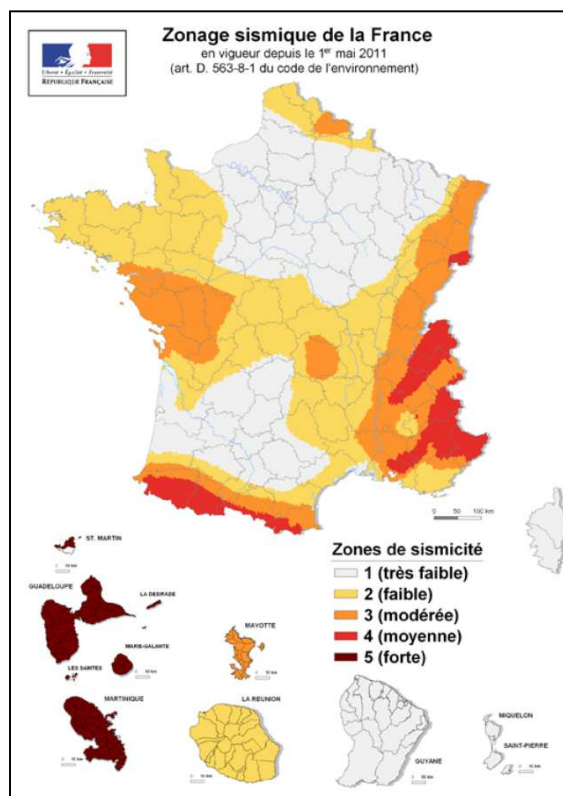 Zonage sismique de la France
en vigueur depuis le 1er mai 2011
(art. D. 563-8-1 du code de l'environnement)
Liberté • Égalité • Fraternité
RÉPUBLIQUE FRANÇAISE
0 50 100 km
ST. MARTIN
GUADELOUPE
LA DESIRADE
MARIE-GALANTE
LES SAINTES
MARTINIQUE
MAYOTTE
LA REUNION
Zones de sismicité
1 (très faible)
2 (faible)
3 (modérée)
4 (moyenne)
5 (forte)
GUYANE
MIQUELON
SAINT-PIERRE